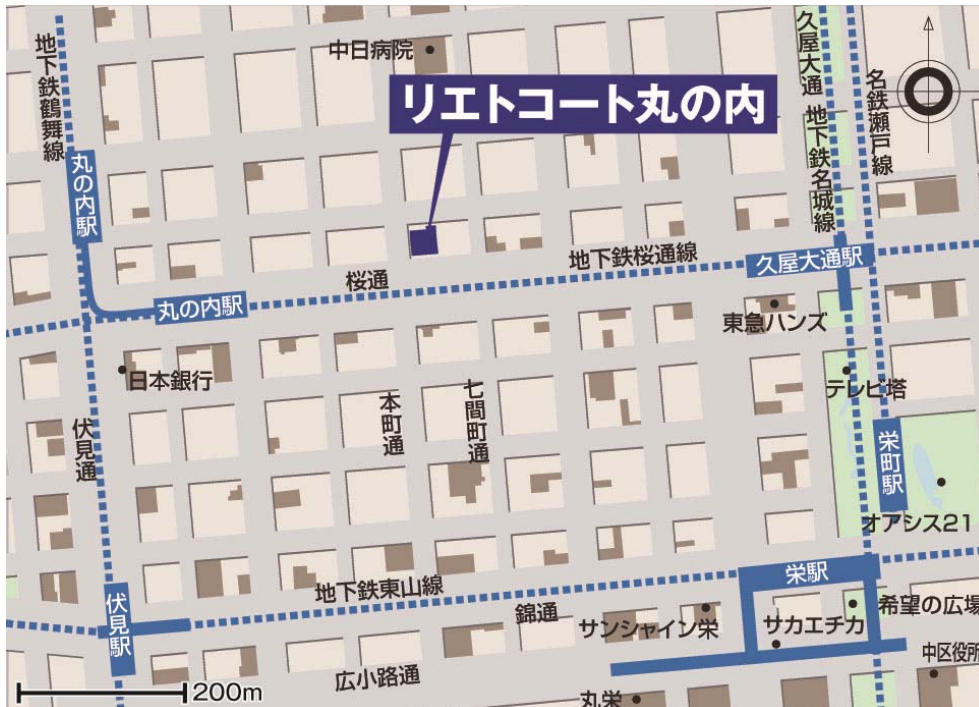 地下鉄鶴舞線
中日病院
久屋大通
地下鉄名城線
名鉄瀬戸線
リエトコート丸の内
丸の内駅
地下鉄桜通線
久屋大通駅
桜通
丸の内駅
東急ハンズ
日本銀行
テレビ塔
本町通
七間町通
伏見通
栄町駅
オアシス21
地下鉄東山線
栄駅
伏見駅
錦通
サンシャイン栄
サカエチカ
希望の広場
広小路通
中区役所
200m
丸栄